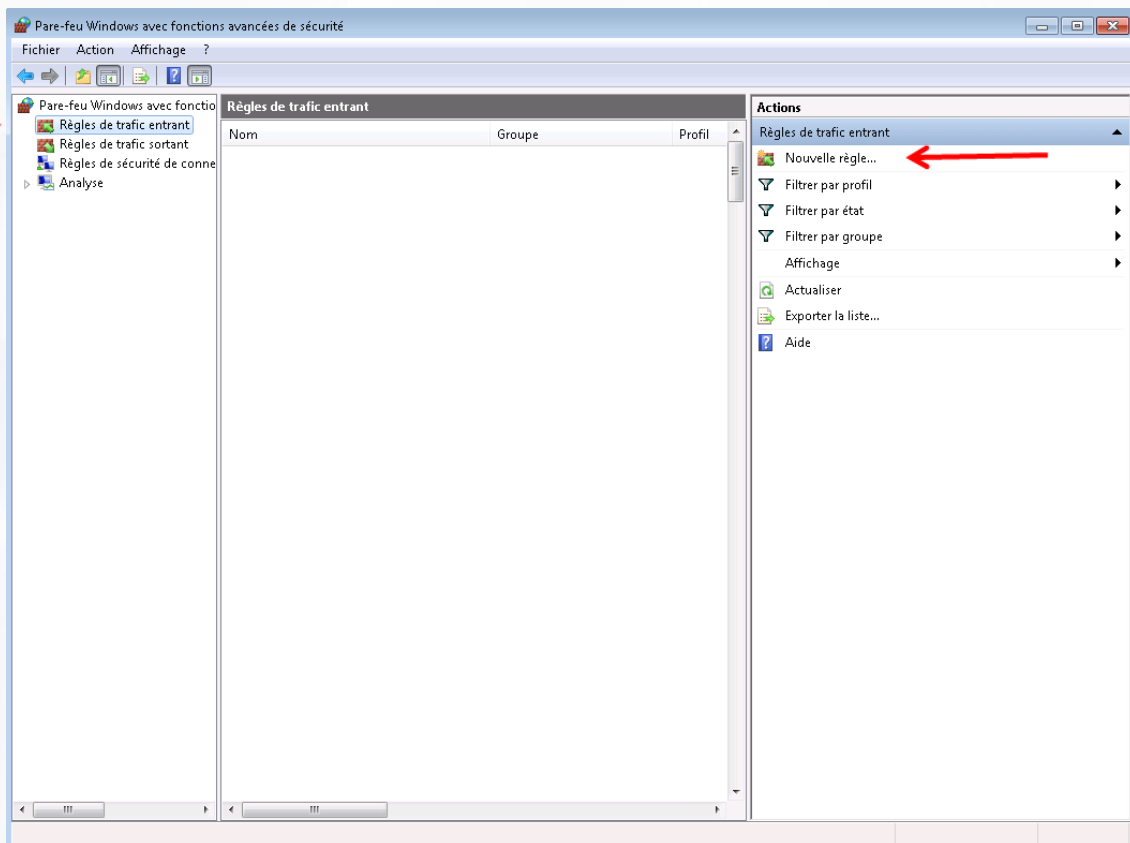 Pare-feu Windows avec fonctions avancées de sécurité
Fichier Action Affichage ?
Pare-feu Windows avec fonctio
Règles de trafic entrant
Règles de trafic sortant
Règles de sécurité de conne
Analyse
Règles de trafic entrant
Nom Groupe Profil
Actions
Règles de trafic entrant
Nouvelle règle...
Filtrer par profil
Filtrer par état
Filtrer par groupe
Affichage
Actualiser
Exporter la liste...
Aide